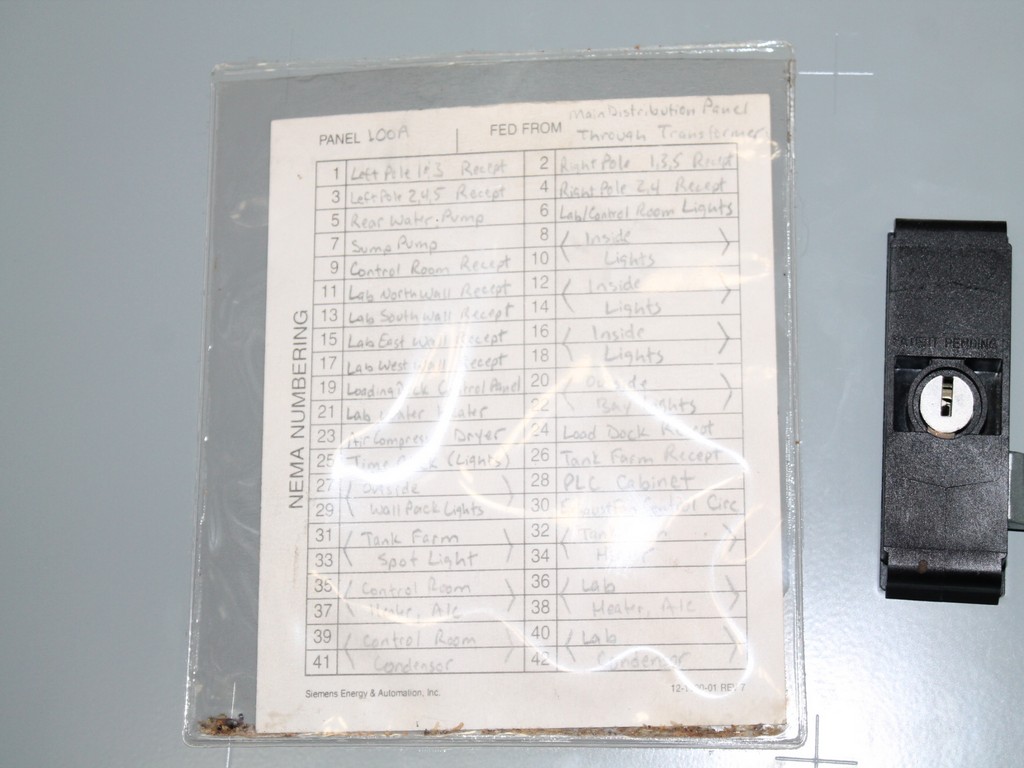 Main Distribution Panel
PANEL LOOA FED FROM Through Transformer
1 Left Pole 1+3 Recept 2 Right Pole 1,3,5 Recept
3 Left Pole 2,4,5 Recept 4 Right Pole 2,4 Recept
5 Rear Water Pump 6 Lab/Control Room Lights
7 Sump Pump 8 Inside
9 Control Room Recept 10 Lights
11 Lab North Wall Recept 12 Inside
13 Lab South Wall Recept 14 Lights
15 Lab East Wall Recept 16 Inside
17 Lab West Wall Recept 18 Lights
19 Loading Dock Control Panel 20 Outside
21 Lab Water Heater 22 Bay Lights
23 Air Compressor Dryer 24 Load Dock Recept
25 Time Clock (Lights) 26 Tank Farm Recept
27 Outside 28 PLC Cabinet
29 Wall Pack Lights 30 Exhaust Fan Control Circ
31 Tank Farm 32 Tank
33 Spot Light 34
35 Control Room 36 Lab
37 Heater, A/C 38 Heater, A/C
39 Control Room 40 Lab
41 Condensor 42 Condensor
NEMA NUMBERING
Siemens Energy & Automation, Inc. REV 7
PATENT PENDING